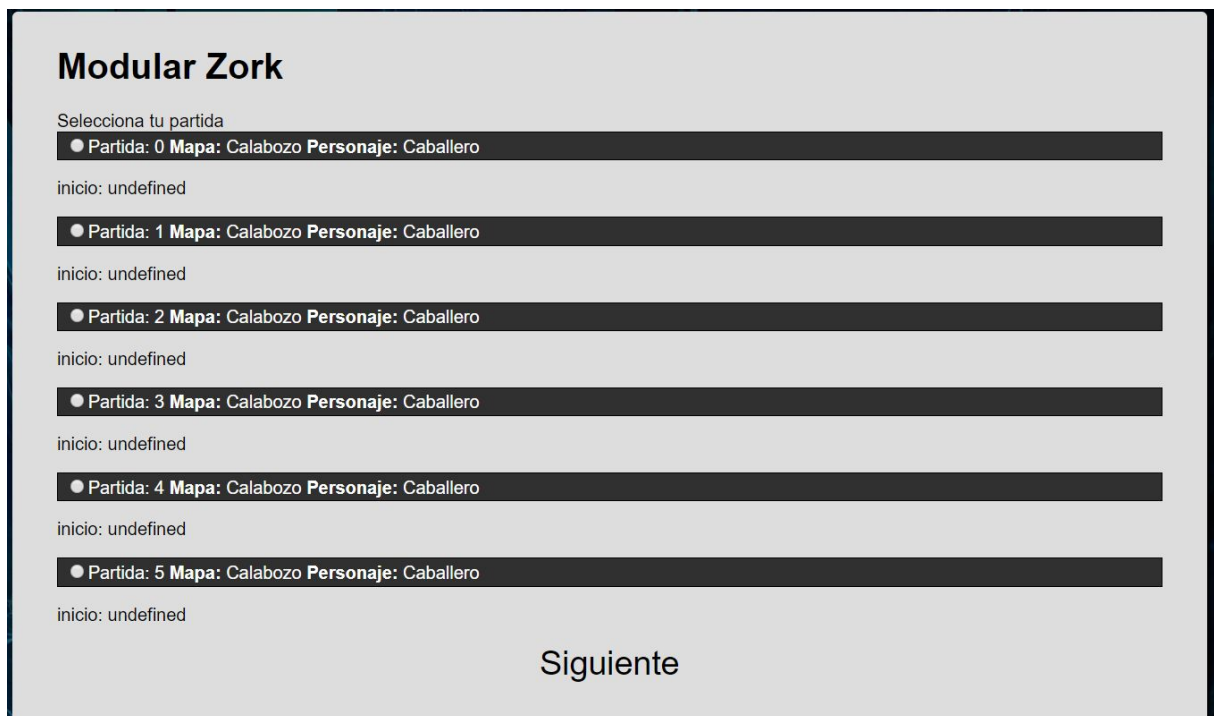 Modular Zork
Selecciona tu partida
Partida: 0 Mapa: Calabozo Personaje: Caballero
inicio: undefined
Partida: 1 Mapa: Calabozo Personaje: Caballero
inicio: undefined
Partida: 2 Mapa: Calabozo Personaje: Caballero
inicio: undefined
Partida: 3 Mapa: Calabozo Personaje: Caballero
inicio: undefined
Partida: 4 Mapa: Calabozo Personaje: Caballero
inicio: undefined
Partida: 5 Mapa: Calabozo Personaje: Caballero
inicio: undefined
Siguiente